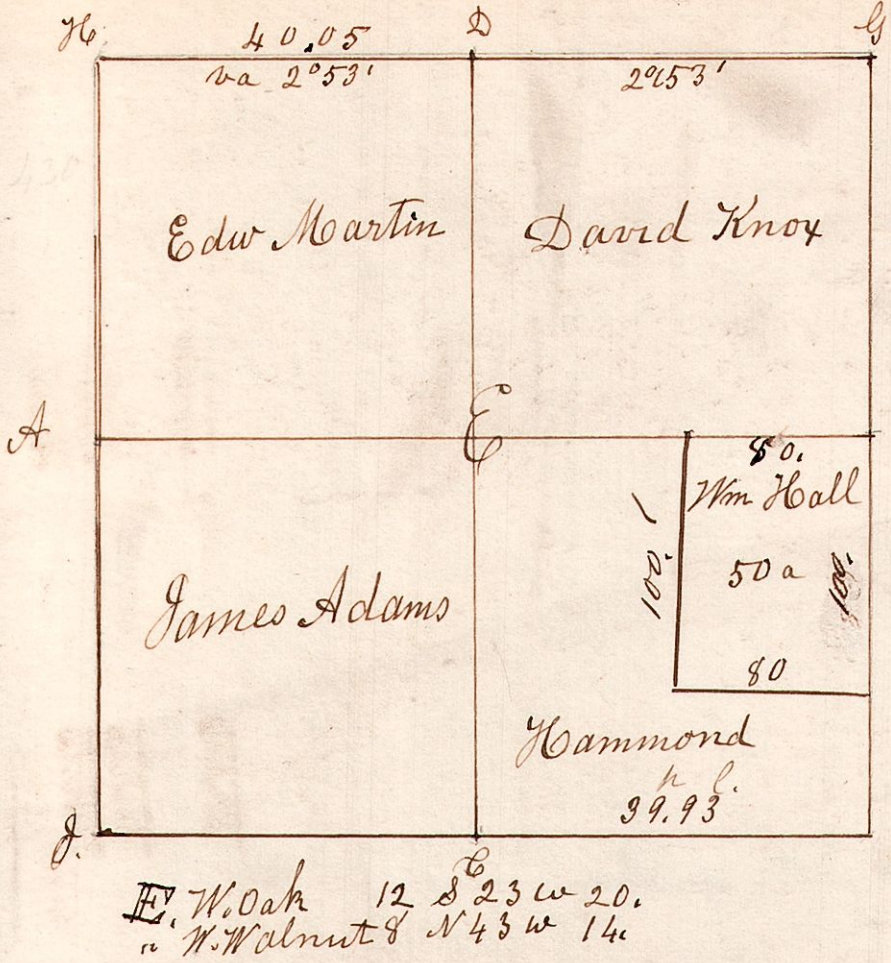 H. 40.05 D G
va 2°53' 2°53'
Edw Martin
David Knox
A
E
80.
Wm Hall
100.
50 a
100.
80
James Adams
Hammond
39.93
J.
C
E. W. Oak 12 S 23 w 20.
" W. Walnut 8 N 43 w 14.